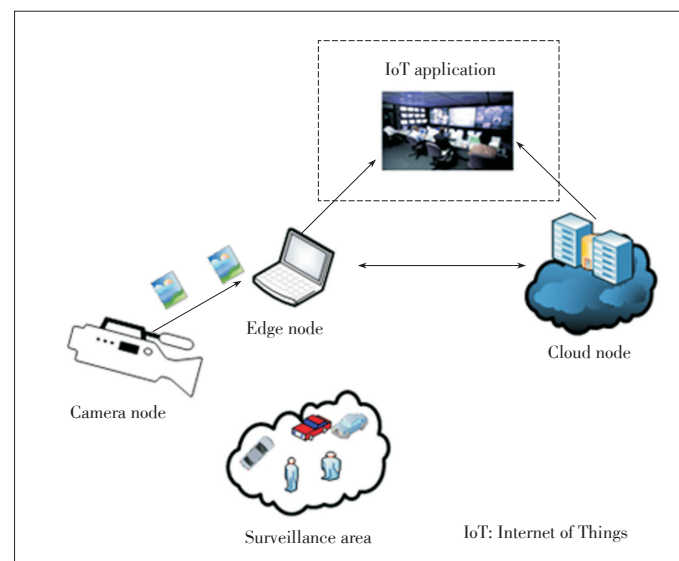 IoT application
Edge node
Cloud node
Camera node
Surveillance area
IoT: Internet of Things